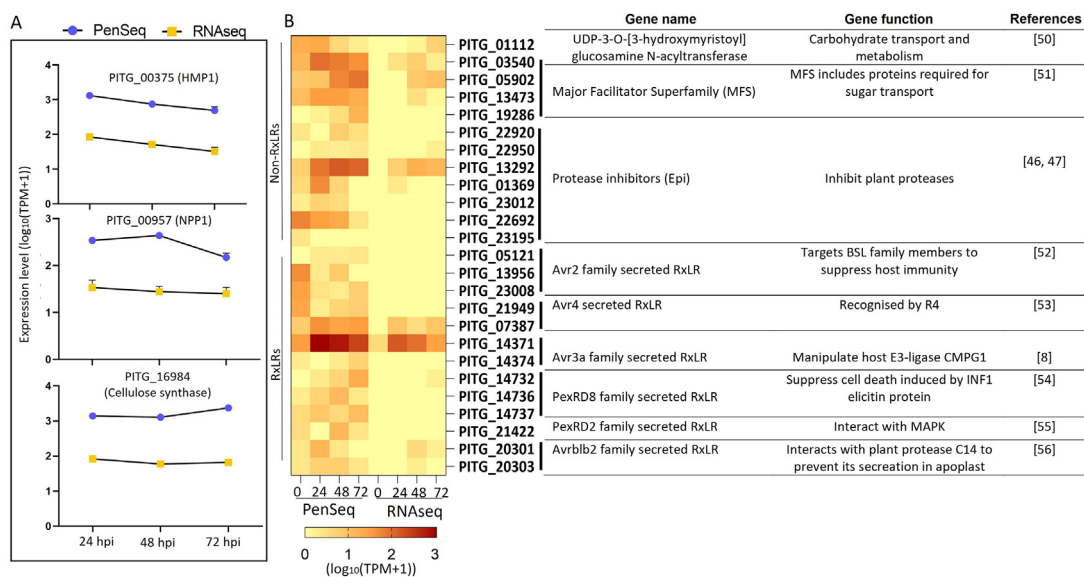 A
PenSeq
RNAseq
Expression level (log10(TPM+1))
PITG_00375 (HMP1)
4
3
2
1
0
PITG_00957 (NPP1)
3
2
1
0
PITG_16984
(Cellulose synthase)
4
3
2
1
0
24 hpi 48 hpi 72 hpi
B
Non-RxLRs
RxLRs
PITG_01112
PITG_03540
PITG_05902
PITG_13473
PITG_19286
PITG_22920
PITG_22950
PITG_13292
PITG_01369
PITG_23012
PITG_22692
PITG_23195
PITG_05121
PITG_13956
PITG_23008
PITG_21949
PITG_07387
PITG_14371
PITG_14374
PITG_14732
PITG_14736
PITG_14737
PITG_21422
PITG_20301
PITG_20303
0 24 48 72 0 24 48 72
PenSeq RNAseq
0 1 2 3
(log10(TPM+1))
Gene name Gene function References
UDP-3-O-[3-hydroxymyristoyl] Carbohydrate transport and [50]
glucosamine N-acyltransferase metabolism
Major Facilitator Superfamily (MFS) MFS includes proteins required for [51]
sugar transport
Protease inhibitors (Epi) Inhibit plant proteases [46, 47]
Avr2 family secreted RxLR Targets BSL family members to [52]
suppress host immunity
Avr4 secreted RxLR Recognised by R4 [53]
Avr3a family secreted RxLR Manipulate host E3-ligase CMPG1 [8]
PexRD8 family secreted RxLR Suppress cell death induced by INF1 [54]
elicitin protein
PexRD2 family secreted RxLR Interact with MAPK [55]
Avrblb2 family secreted RxLR Interacts with plant protease C14 to [56]
prevent its secreation in apoplast